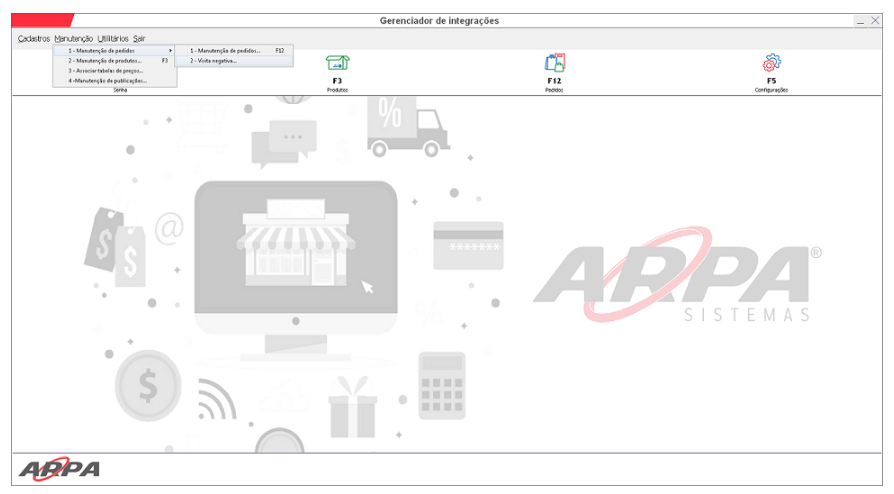 Gerenciador de integrações
Cadastros Manutenção Utilitários Sair
1 - Manutenção de pedidos
2 - Manutenção de produtos... F3
3 - Associar tabelas de preços...
4 -Manutenção de publicações...
1 - Manutenção de pedidos... F12
2 - Visita negativa...
Senha
F3
Produtos
F12
Pedidos
F5
Configurações
%
@
$
$
*******
%
$
ARPA®
SISTEMAS
ARPA